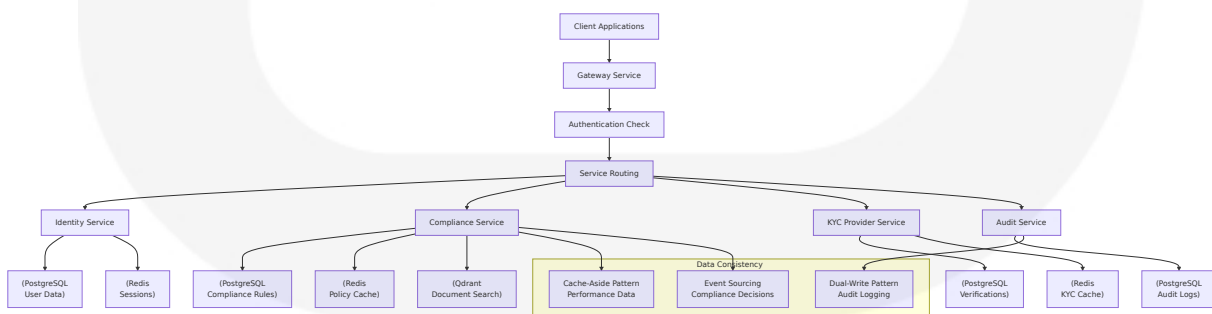 Client Applications
Gateway Service
Authentication Check
Service Routing
Identity Service
Compliance Service
KYC Provider Service
Audit Service
Data Consistency
(PostgreSQL
User Data)
(Redis
Sessions)
(PostgreSQL
Compliance Rules)
(Redis
Policy Cache)
(Qdrant
Document Search)
Cache-Aside Pattern
Performance Data
Event Sourcing
Compliance Decisions
Dual-Write Pattern
Audit Logging
(PostgreSQL
Verifications)
(Redis
KYC Cache)
(PostgreSQL
Audit Logs)